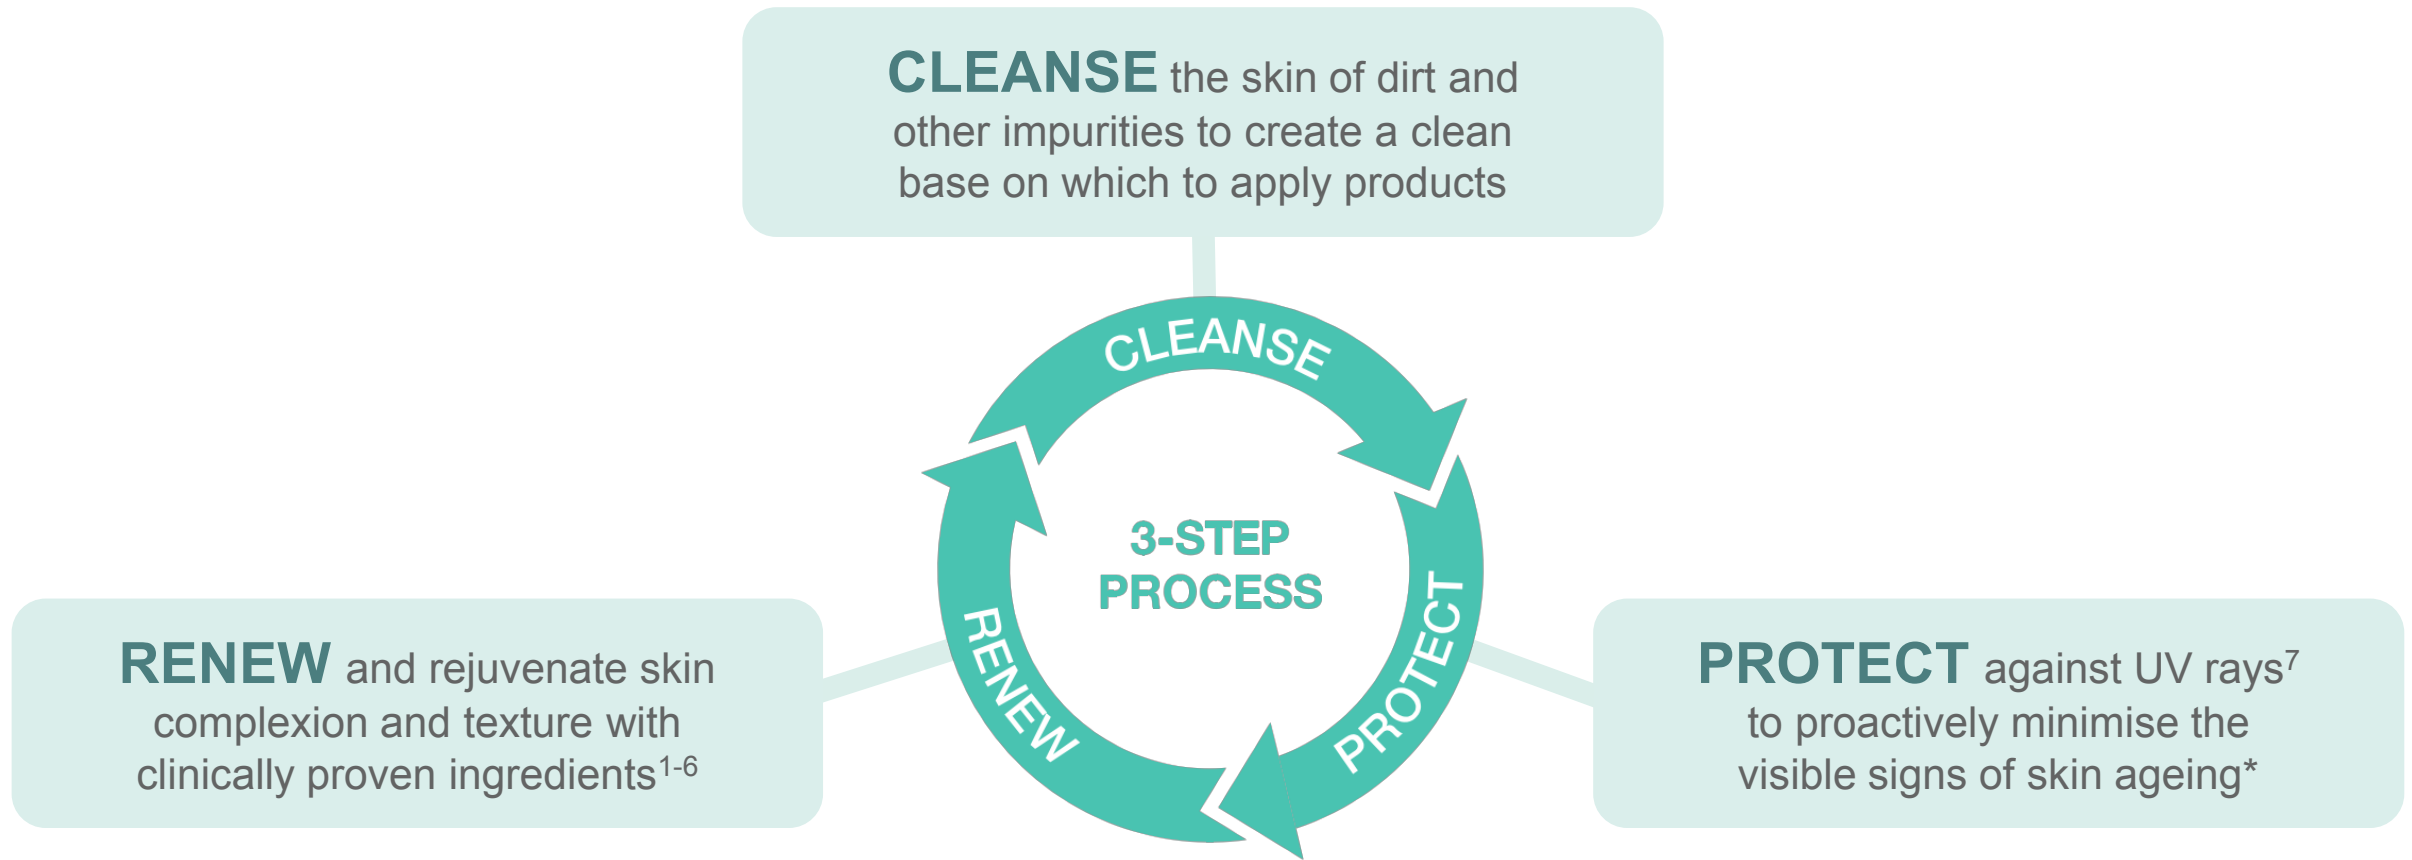 CLEANSE the skin of dirt and
other impurities to create a clean
base on which to apply products
CLEANSE
3-STEP
PROCESS
PROTECT
RENEW
RENEW and rejuvenate skin
complexion and texture with
clinically proven ingredients1-6
PROTECT against UV rays7
to proactively minimise the
visible signs of skin ageing*